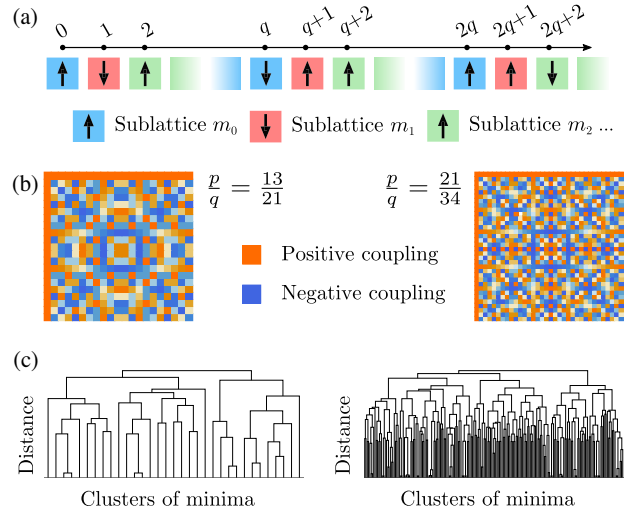 (a)
0 1 2 q q+1 q+2 2q 2q+1 2q+2
Sublattice m₀ Sublattice m₁ Sublattice m₂ ...
(b)
p/q = 13/21
p/q = 21/34
Positive coupling
Negative coupling
(c)
Distance
Clusters of minima
Distance
Clusters of minima